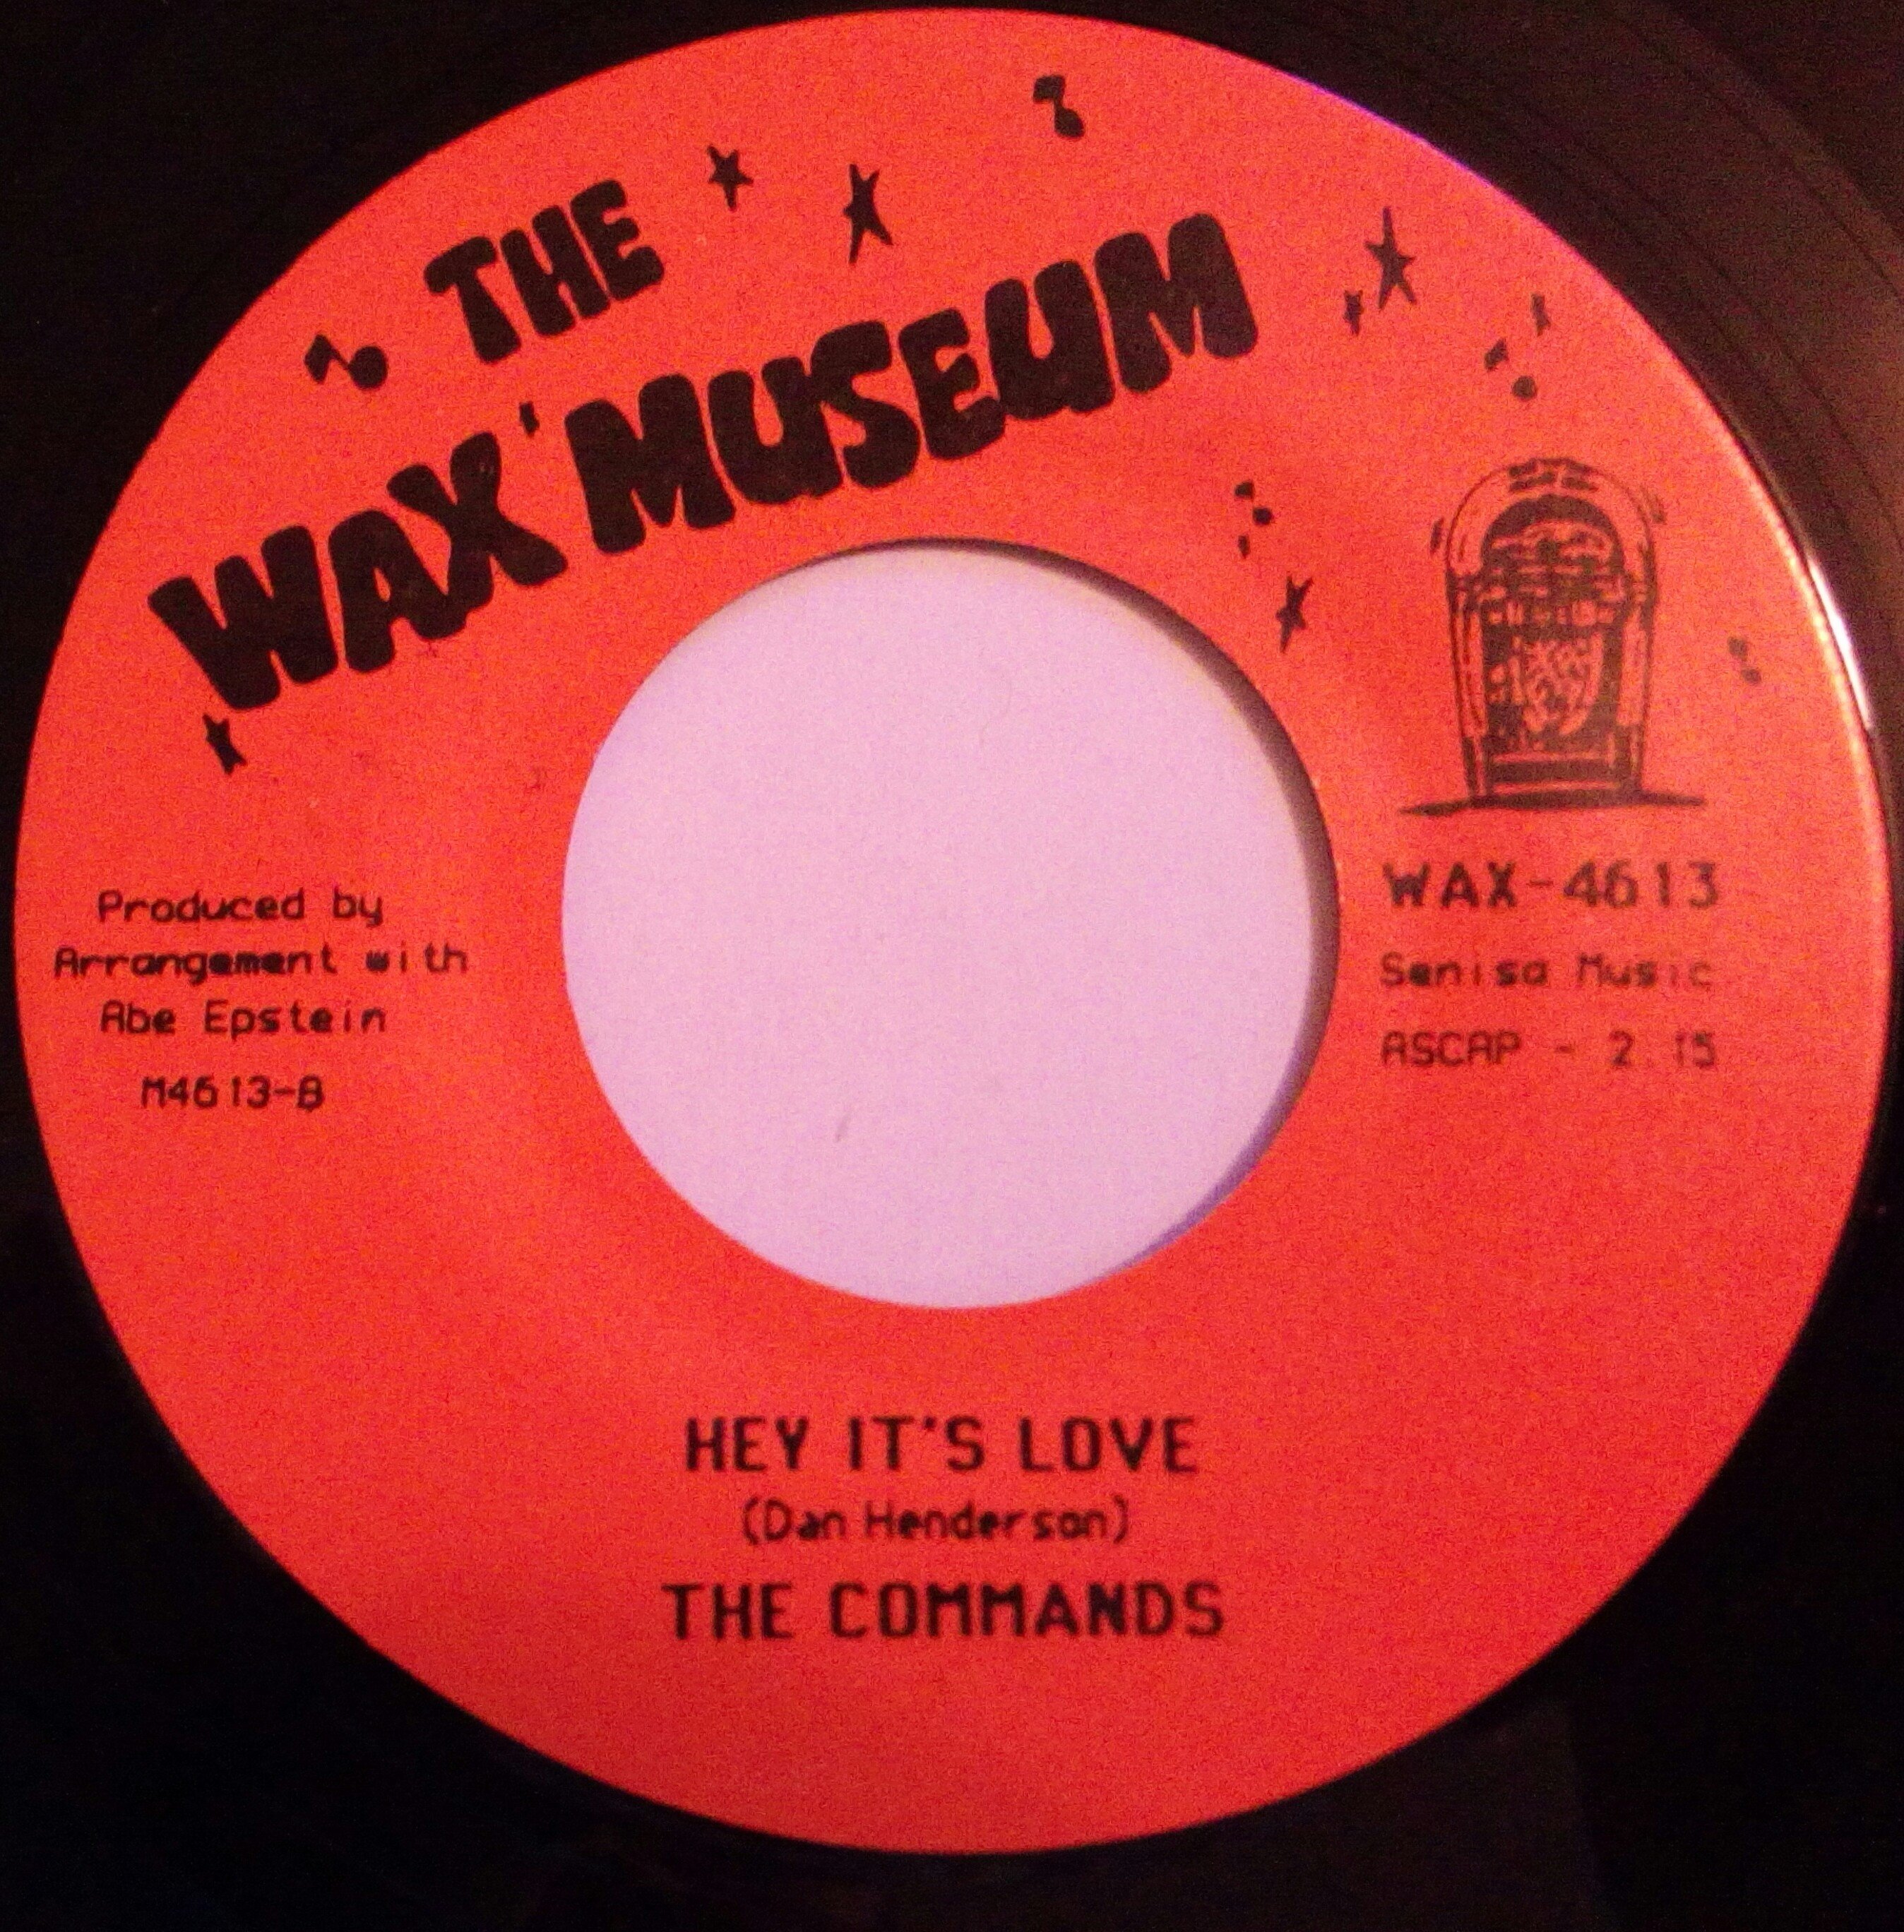 THE
WAX MUSEUM
Produced by
Arrangement with
Abe Epstein
M4613-B
WAX-4613
Senisa Music
ASCAP - 2:15
HEY IT'S LOVE
(Dan Henderson)
THE COMMANDS